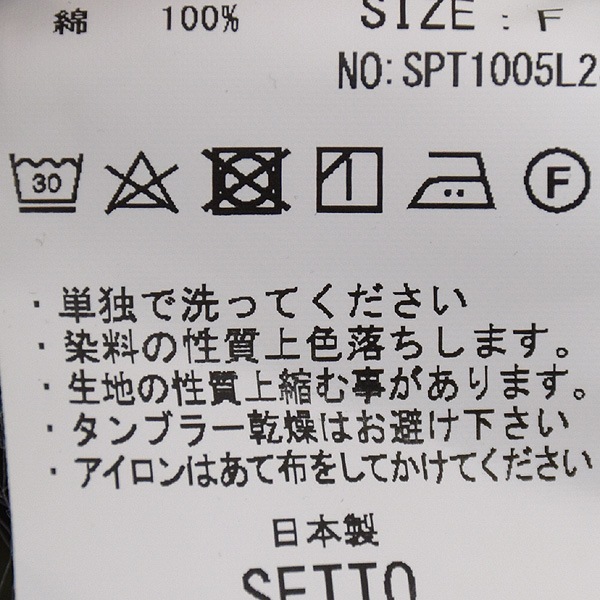 綿 100% SIZE : F
NO:SPT1005L2
30 F
・単独で洗ってください
・染料の性質上色落ちします。
・生地の性質上縮む事があります。
・タンブラー乾燥はお避け下さい
・アイロンはあて布をしてかけてください
日本製
SETTO